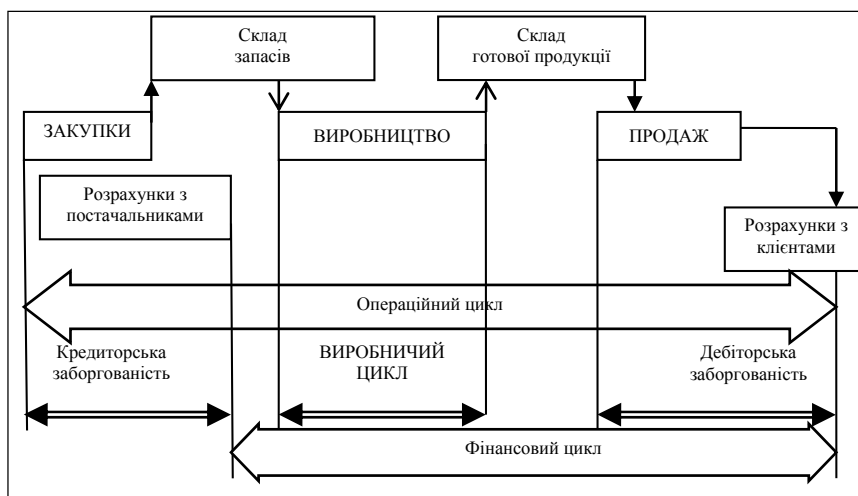 Склад
запасів
Склад
готової продукції
ЗАКУПКИ
ВИРОБНИЦТВО
ПРОДАЖ
Розрахунки з
постачальниками
Розрахунки з
клієнтами
Операційний цикл
Кредиторська
заборгованість
ВИРОБНИЧИЙ
ЦИКЛ
Дебіторська
заборгованість
Фінансовий цикл